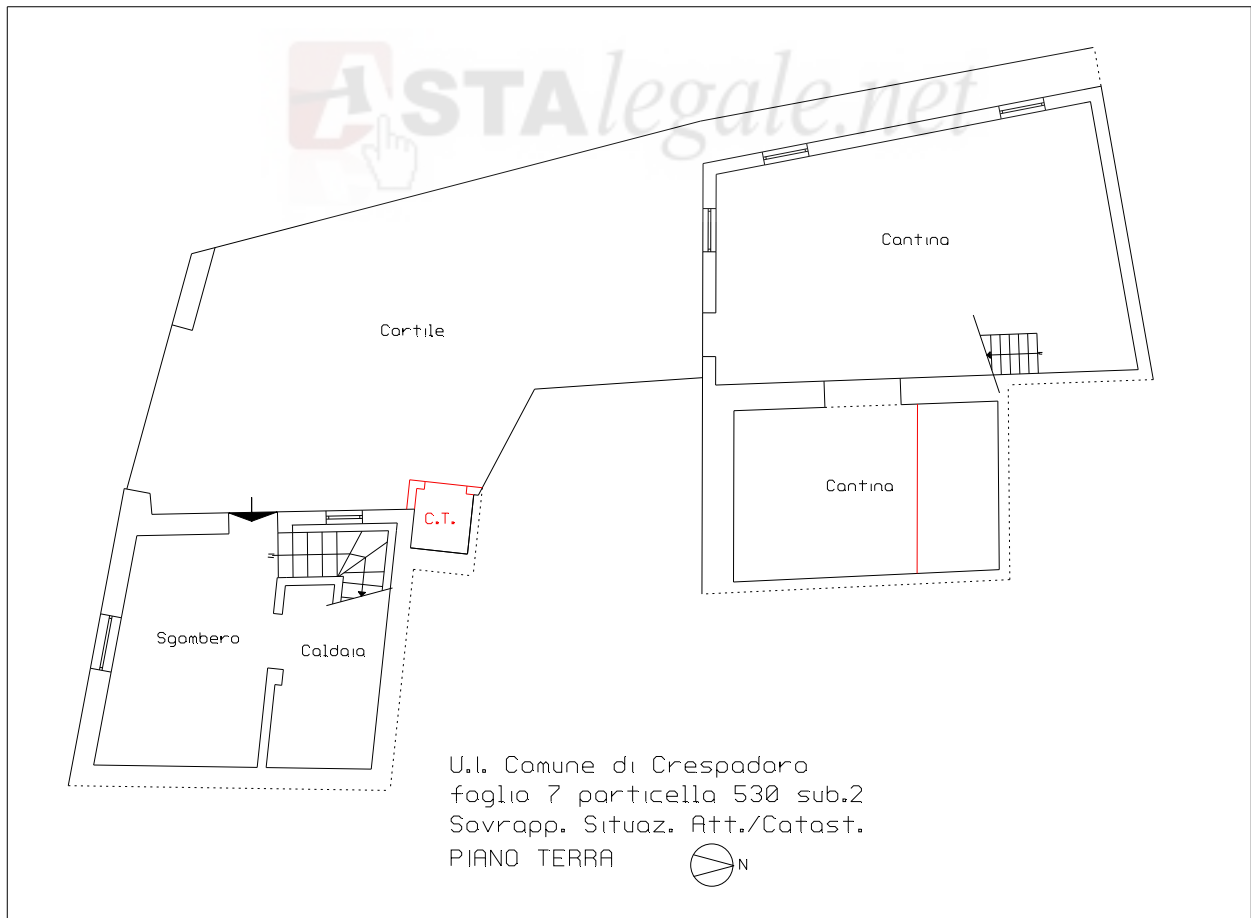 ASTAlegale.net
Cantina
Cortile
Cantina
C.T.
Sgombero
Caldaia
U.I. Comune di Crespadoro
foglio 7 particella 530 sub.2
Sovrapp. Situaz. Att./Catast.
PIANO TERRA
N